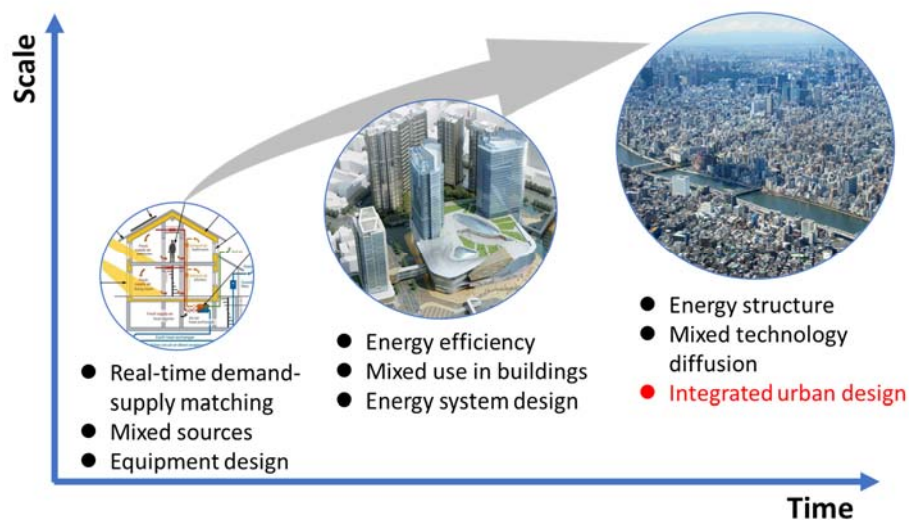 Scale
● Real-time demand-
supply matching
● Mixed sources
● Equipment design
● Energy efficiency
● Mixed use in buildings
● Energy system design
● Energy structure
● Mixed technology
diffusion
● Integrated urban design
Time